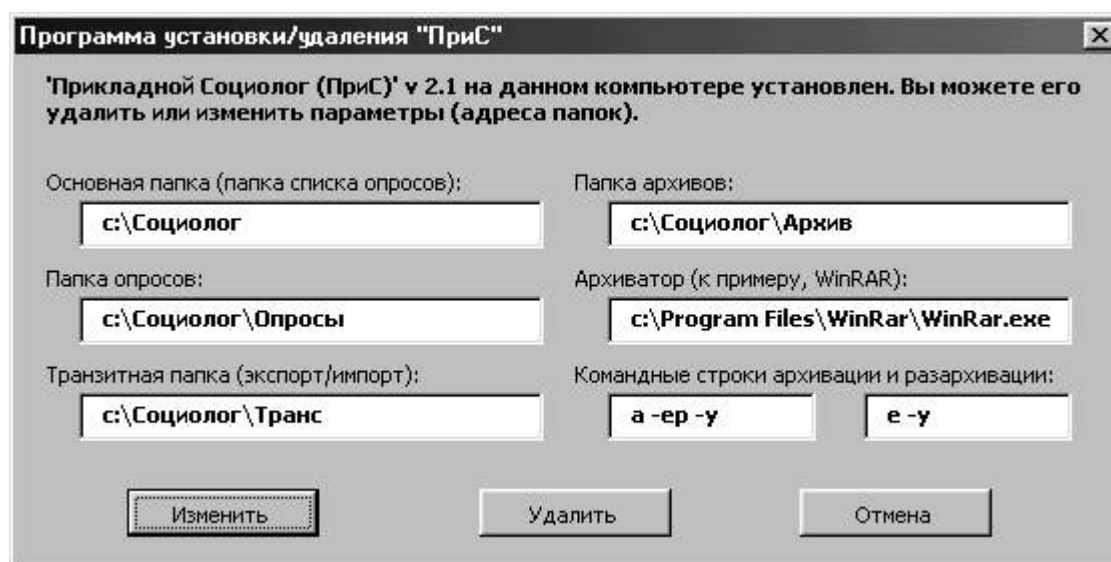 Программа установки/удаления "ПриС"
'Прикладной Социолог (ПриС)' v 2.1 на данном компьютере установлен. Вы можете его
удалить или изменить параметры (адреса папок).
Основная папка (папка списка опросов):
c:\Социолог
Папка опросов:
c:\Социолог\Опросы
Транзитная папка (экспорт/импорт):
c:\Социолог\Транс
Папка архивов:
c:\Социолог\Архив
Архиватор (к примеру, WinRAR):
c:\Program Files\WinRar\WinRar.exe
Командные строки архивации и разархивации:
a -ep -y
e -y
Изменить
Удалить
Отмена